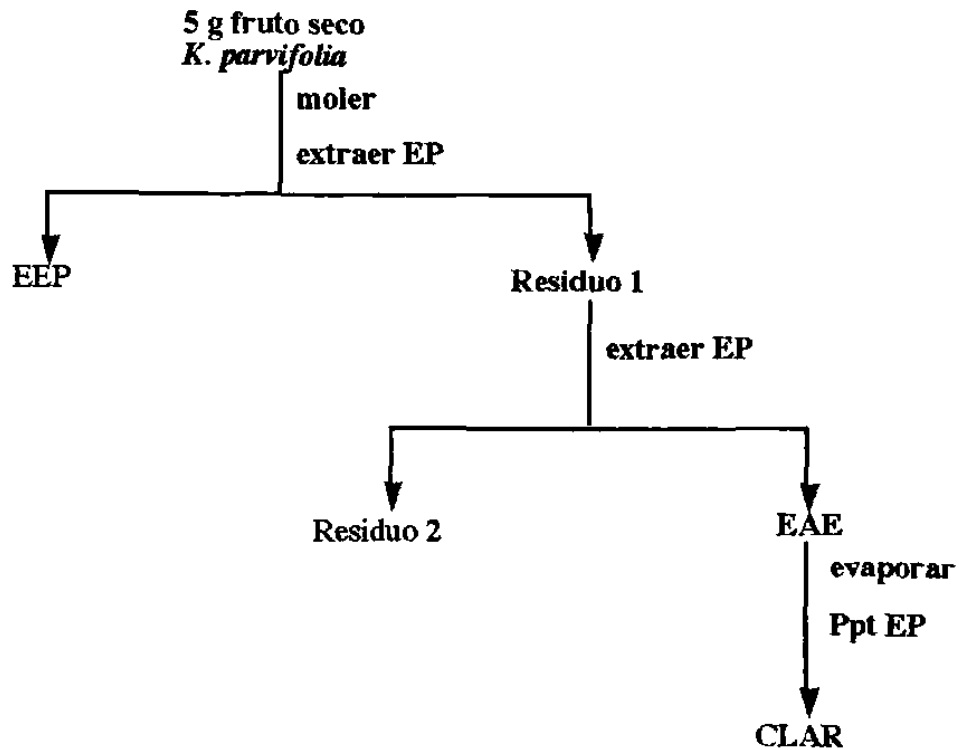 5 g fruto seco
K. parvifolia
moler
extraer EP
EEP
Residuo 1
extraer EP
Residuo 2
EAE
evaporar
Ppt EP
CLAR